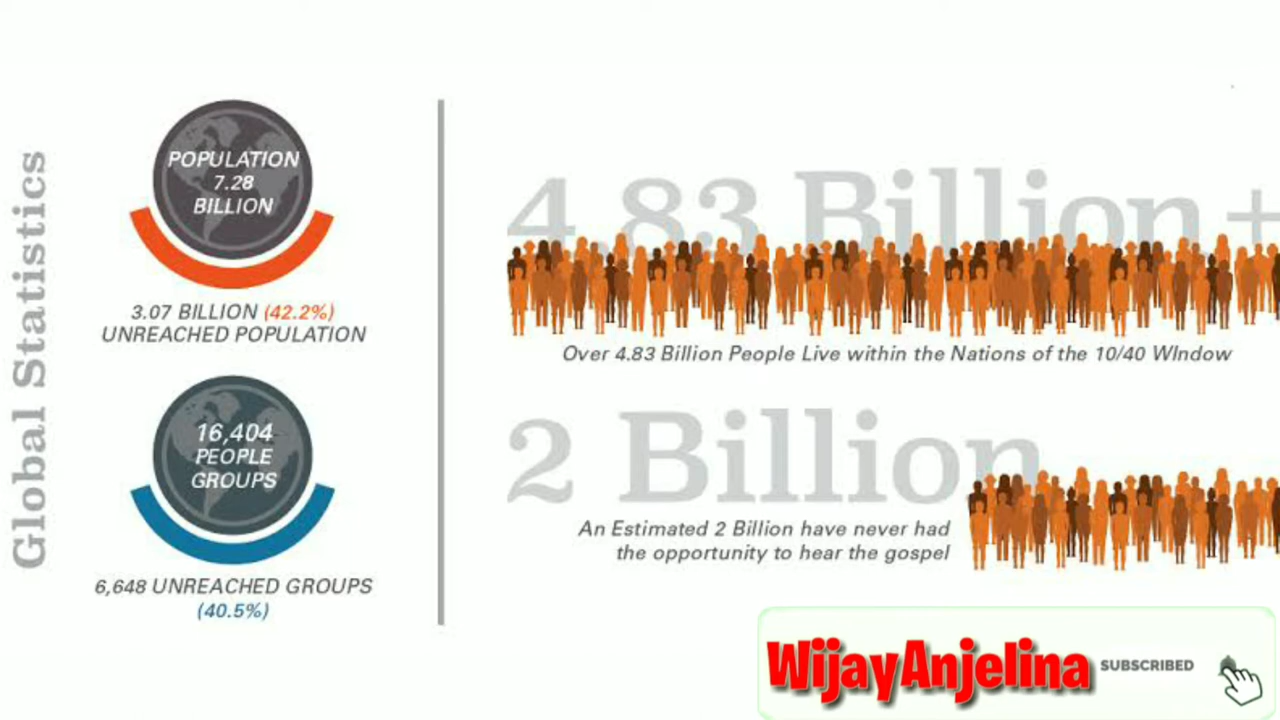 Global Statistics
POPULATION
7.28
BILLION
3.07 BILLION (42.2%)
UNREACHED POPULATION
16,404
PEOPLE
GROUPS
6,648 UNREACHED GROUPS
(40.5%)
4.83 Billion+
Over 4.83 Billion People Live within the Nations of the 10/40 WIndow
2 Billion
An Estimated 2 Billion have never had
the opportunity to hear the gospel
WijayAnjelina SUBSCRIBED